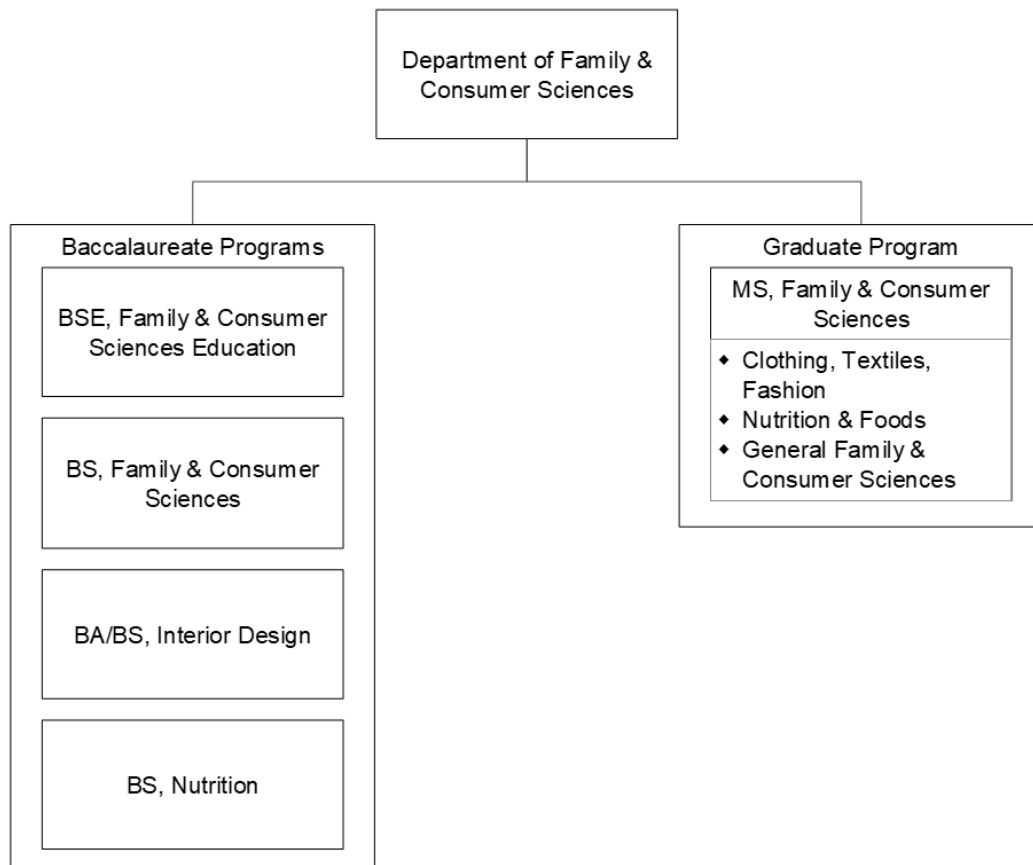 Department of Family &
Consumer Sciences
Baccalaureate Programs
BSE, Family & Consumer
Sciences Education
BS, Family & Consumer
Sciences
BA/BS, Interior Design
BS, Nutrition
Graduate Program
MS, Family & Consumer
Sciences
◆ Clothing, Textiles,
Fashion
◆ Nutrition & Foods
◆ General Family &
Consumer Sciences